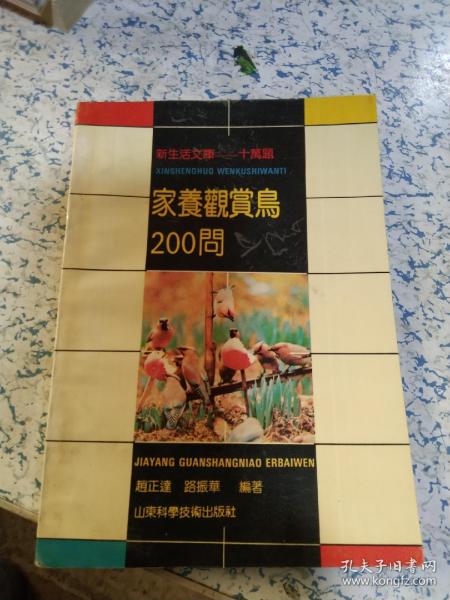 新生活文庫——十萬題
XINSHENGHUO WENKUSHIWANTI
家養觀賞鳥
200問
JIAYANG GUANSHANGNIAO ERBAIWEN
趙正達 路振華 編著
山東科學技術出版社
孔夫子旧书网
www.kongfz.com